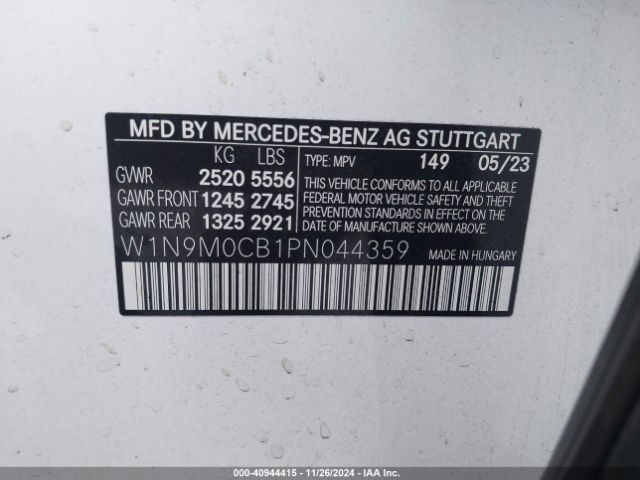 MFD BY MERCEDES-BENZ AG STUTTGART
KG LBS
GVWR 2520 5556
GAWR FRONT 1245 2745
GAWR REAR 1325 2921
TYPE: MPV 149 05/23
THIS VEHICLE CONFORMS TO ALL APPLICABLE
FEDERAL MOTOR VEHICLE SAFETY AND THEFT
PREVENTION STANDARDS IN EFFECT ON THE
DATE OF MANUFACTURE SHOWN ABOVE.
W1N9M0CB1PN044359 MADE IN HUNGARY
000-40944415 - 11/26/2024 - IAA Inc.